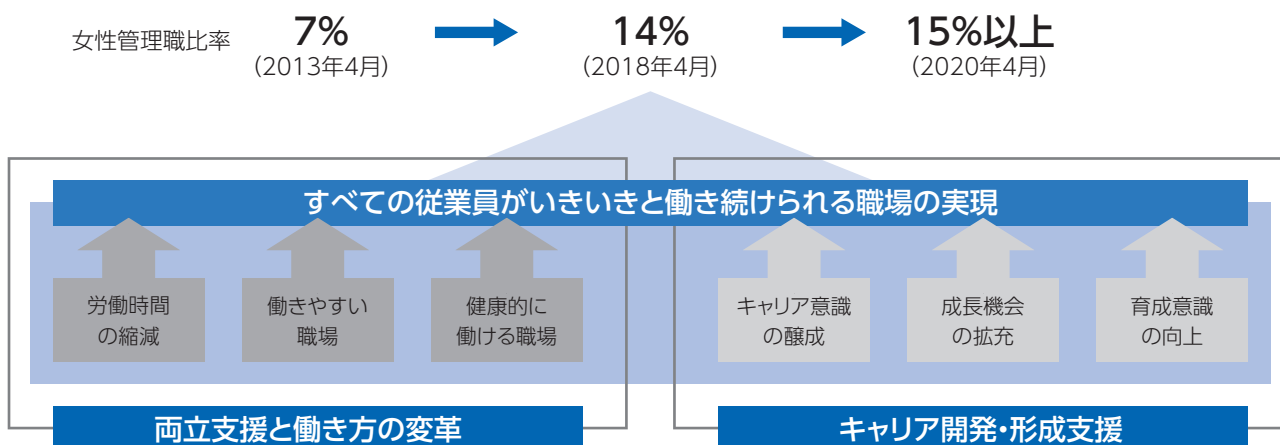 女性管理職比率 7% 14% 15%以上
(2013年4月) (2018年4月) (2020年4月)
すべての従業員がいきいきと働き続けられる職場の実現
労働時間
の縮減
働きやすい
職場
健康的に
働ける職場
キャリア意識
の醸成
成長機会
の拡充
育成意識
の向上
両立支援と働き方の変革
キャリア開発・形成支援